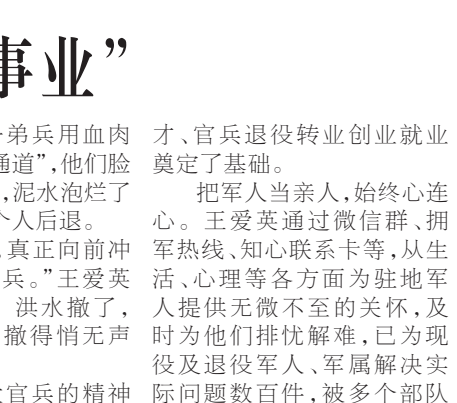 事业”
弟兵用血肉
通道”,他们脸
,泥水泡烂了
个人后退。
真正向前冲
兵。”王爱英
洪水撤了,
撤得悄无声
官兵的精神
才、官兵退役转业创业就业
奠定了基础。
把军人当亲人,始终心连
心。王爱英通过微信群、拥
军热线、知心联系卡等,从生
活、心理等各方面为驻地军
人提供无微不至的关怀,及
时为他们排忧解难,已为现
役及退役军人、军属解决实
际问题数百件,被多个部队